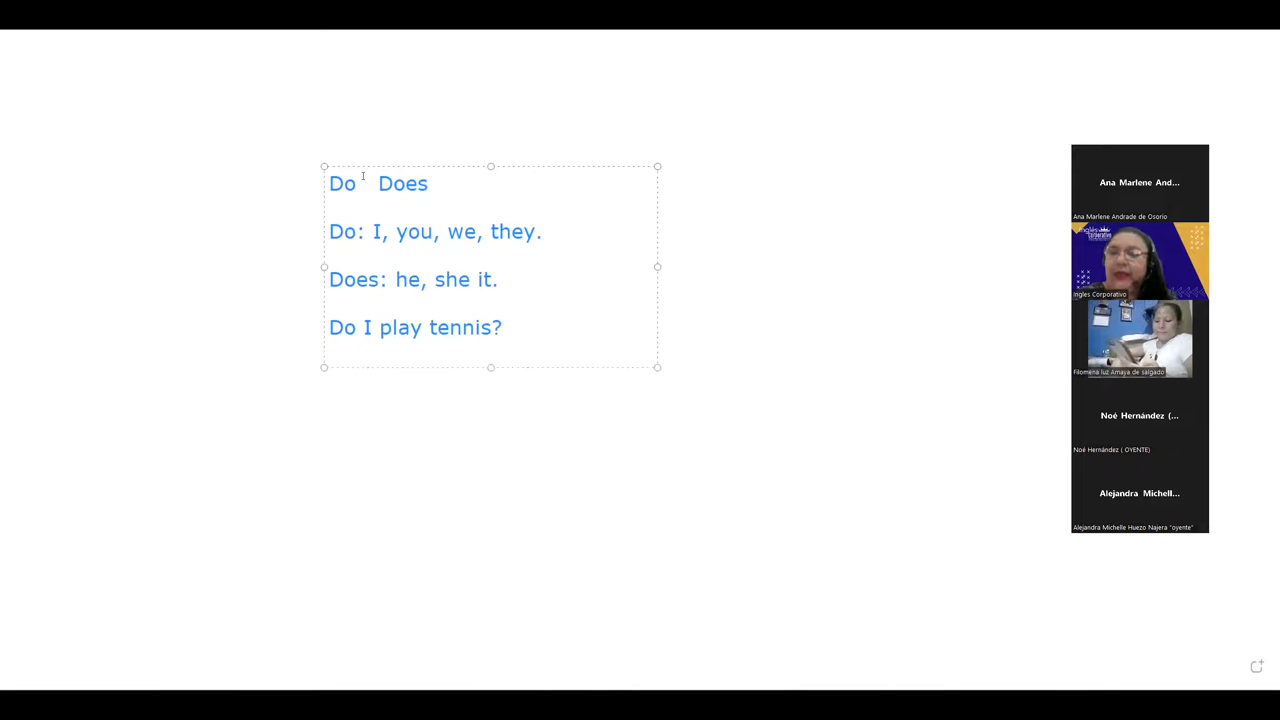 Do Does
Do: I, you, we, they.
Does: he, she it.
Do I play tennis?
Ana Marlene And...
Ana Marlene Andrade de Osorio
Inglés
Corporativo
Ingles Corporativo
Filomena luz Amaya de salgado
Noé Hernández (...
Noé Hernández ( OYENTE)
Alejandra Michell...
Alejandra Michelle Huezo Najera "oyente"